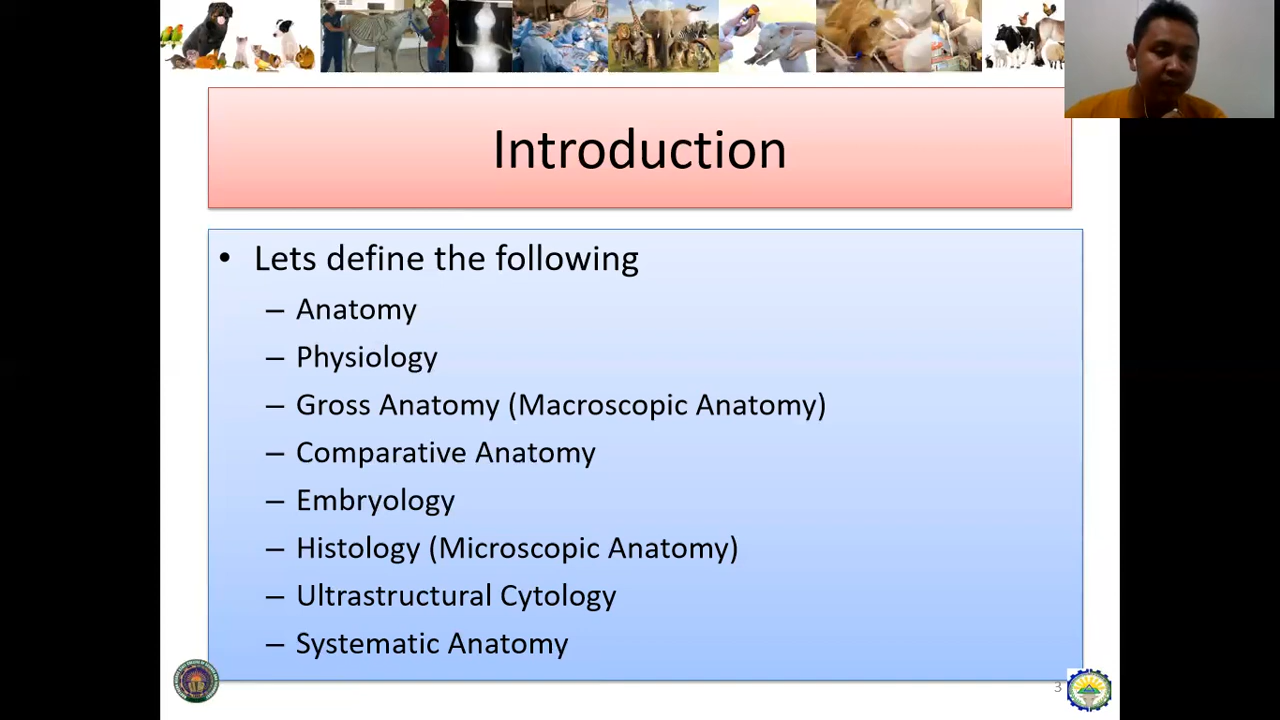 Introduction
• Lets define the following
– Anatomy
– Physiology
– Gross Anatomy (Macroscopic Anatomy)
– Comparative Anatomy
– Embryology
– Histology (Microscopic Anatomy)
– Ultrastructural Cytology
– Systematic Anatomy
3